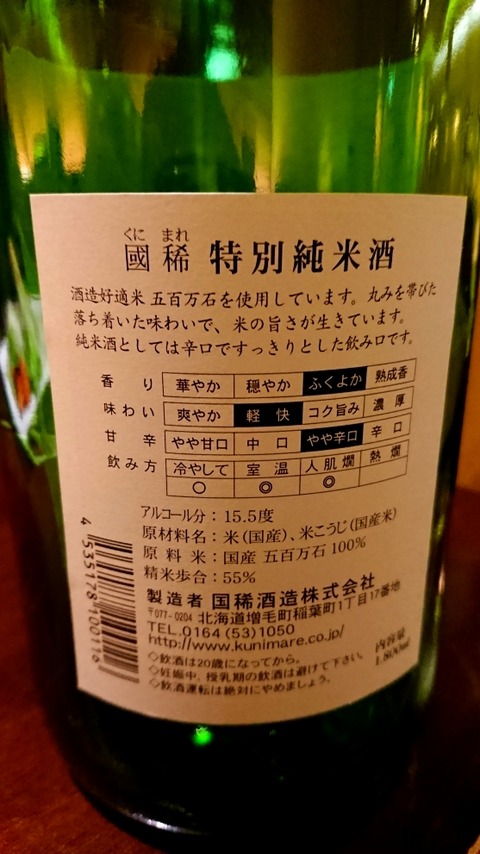 くに まれ
國稀 特別純米酒
酒造好適米 五百万石を使用しています。丸みを帯びた
落ち着いた味わいで、米の旨さが生きています。
純米酒としては辛口ですっきりとした飲み口です。
香り 華やか 穏やか ふくよか 熟成香
味わい 爽やか 軽快 コク旨み 濃厚
甘辛 やや甘口 中口 やや辛口 辛口
飲み方 冷やして 室温 人肌燗 熱燗
○ ◎ ◎
アルコール分：15.5度
原材料名：米（国産）、米こうじ（国産米）
原料米：国産 五百万石 100%
精米歩合：55%
製造者 国稀酒造株式会社
〒077-0204 北海道増毛町稲葉町1丁目17番地
TEL.0164(53)1050
http://www.kunimare.co.jp/
◇飲酒は20歳になってから。
◇妊娠中、授乳期の飲酒は避けて下さい。
◇飲酒運転は絶対にやめましょう。
内容量
1.800ml
4 535178 100116